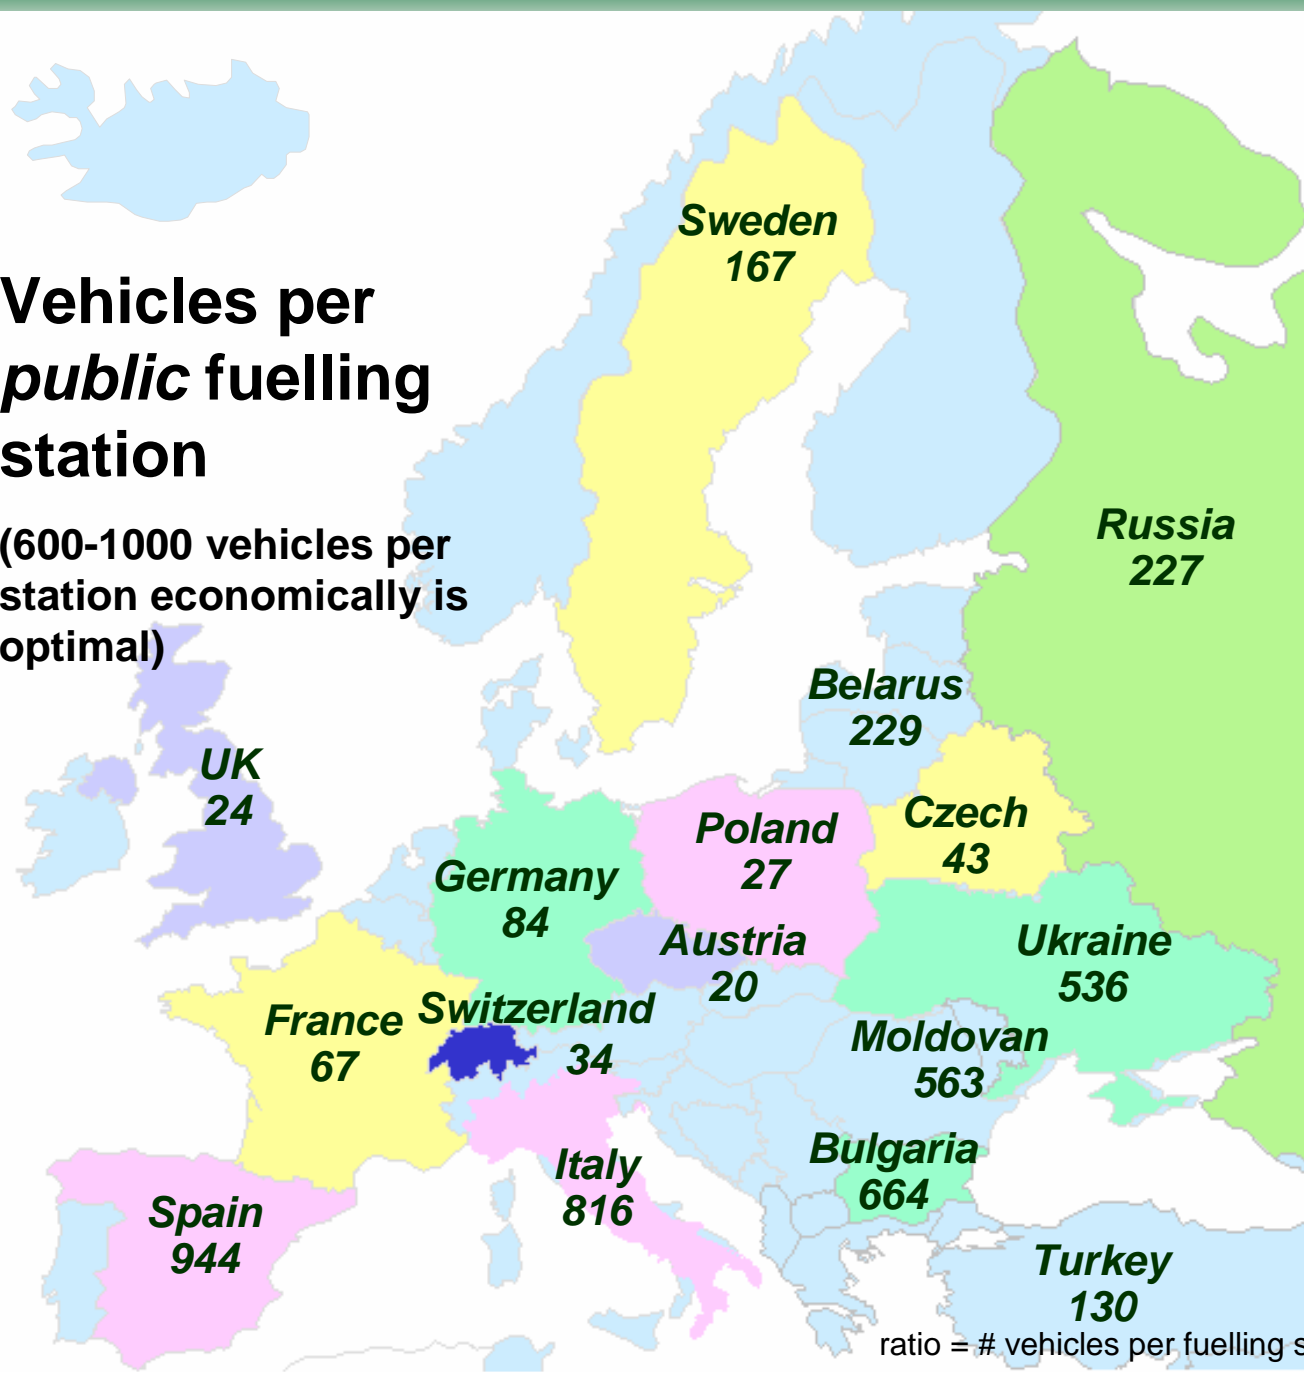 Vehicles per
public fuelling
station
(600-1000 vehicles per
station economically is
optimal)
Sweden
167
Russia
227
Belarus
229
UK
24
Czech
43
Poland
27
Germany
84
Austria
20
Ukraine
536
Switzerland
34
France
67
Moldovan
563
Bulgaria
664
Italy
816
Spain
944
Turkey
130
ratio = # vehicles per fuelling s